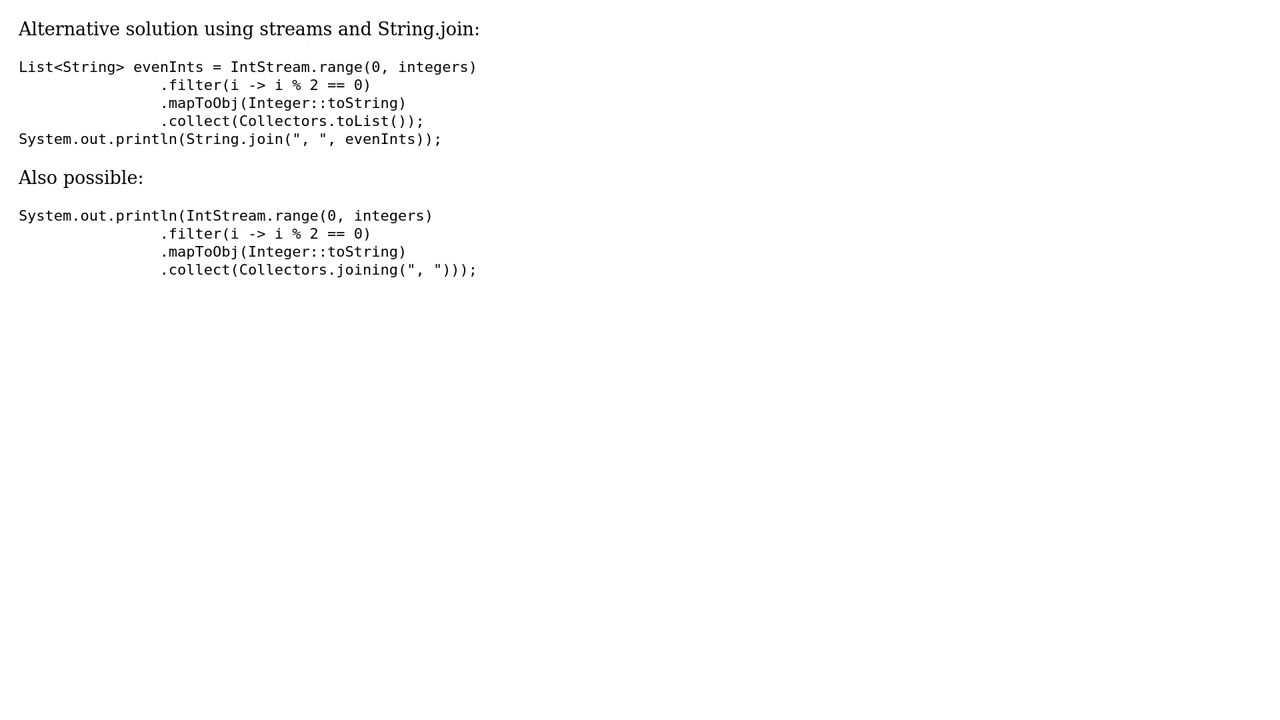 Alternative solution using streams and String.join:
List<String> evenInts = IntStream.range(0, integers)
                .filter(i -> i % 2 == 0)
                .mapToObj(Integer::toString)
                .collect(Collectors.toList());
System.out.println(String.join(", ", evenInts));
Also possible:
System.out.println(IntStream.range(0, integers)
                .filter(i -> i % 2 == 0)
                .mapToObj(Integer::toString)
                .collect(Collectors.joining(", ")));